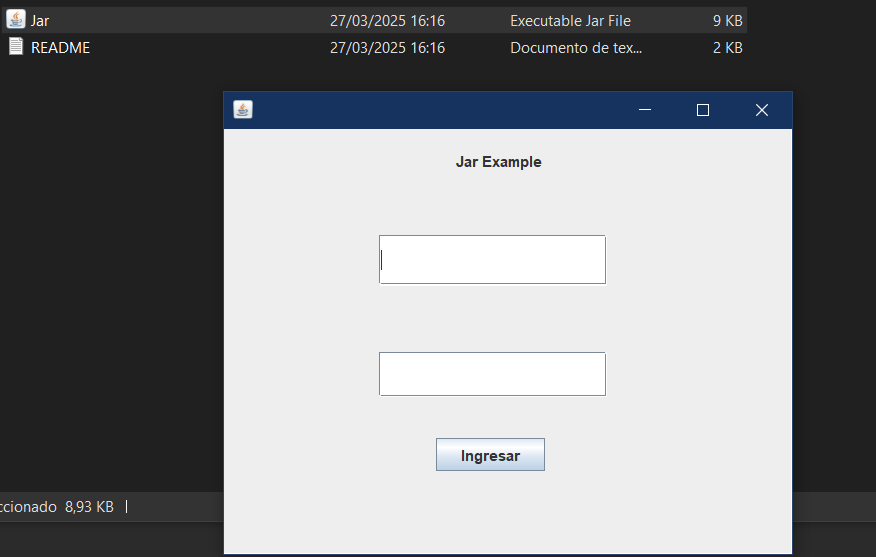 Jar 27/03/2025 16:16 Executable Jar File 9 KB
README 27/03/2025 16:16 Documento de tex... 2 KB
Jar Example
Ingresar
ccionado 8,93 KB